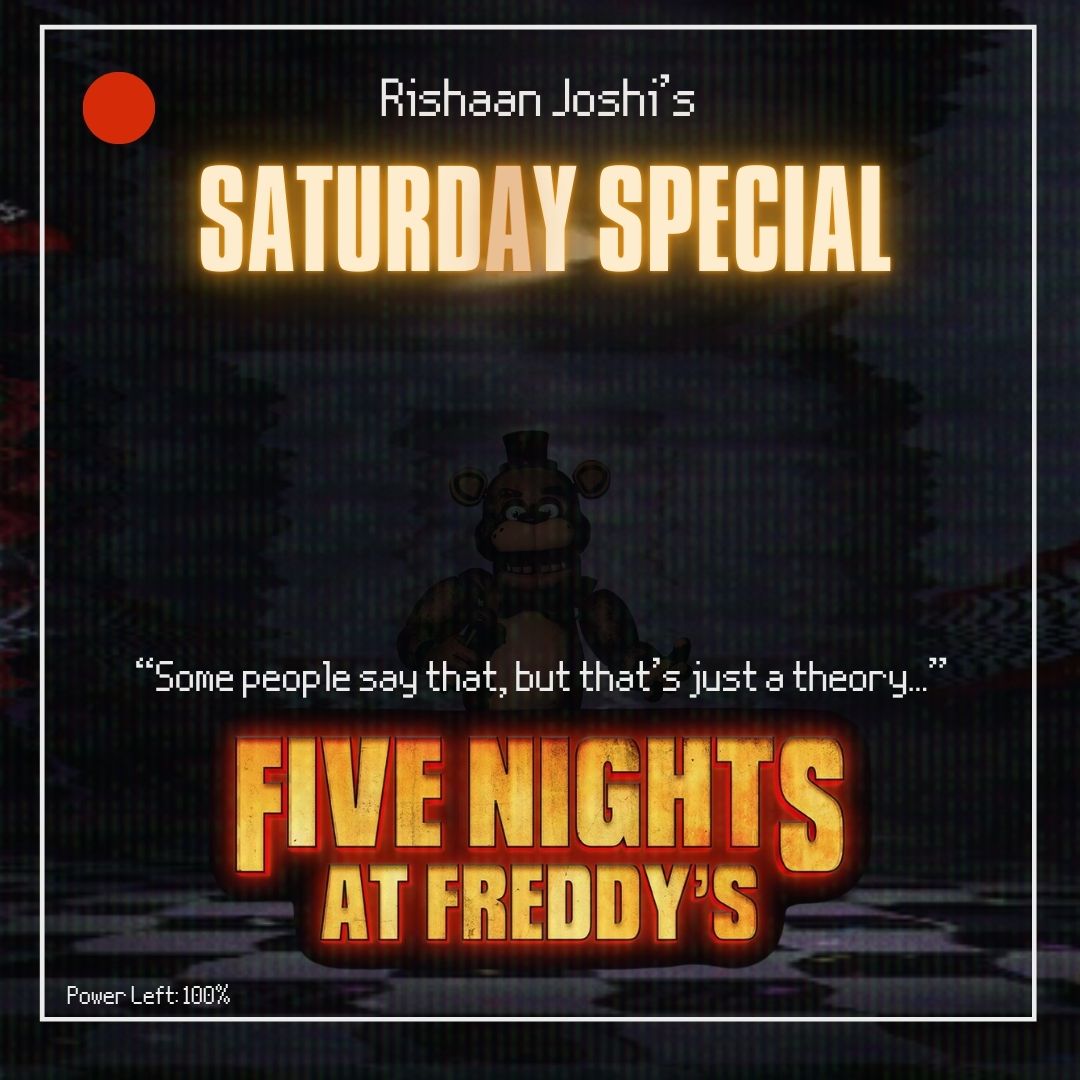 Rishaan Joshi's
SATURDAY SPECIAL
“Some people say that, but that's just a theory...”
FIVE NIGHTS
AT FREDDY'S
Power Left: 100%